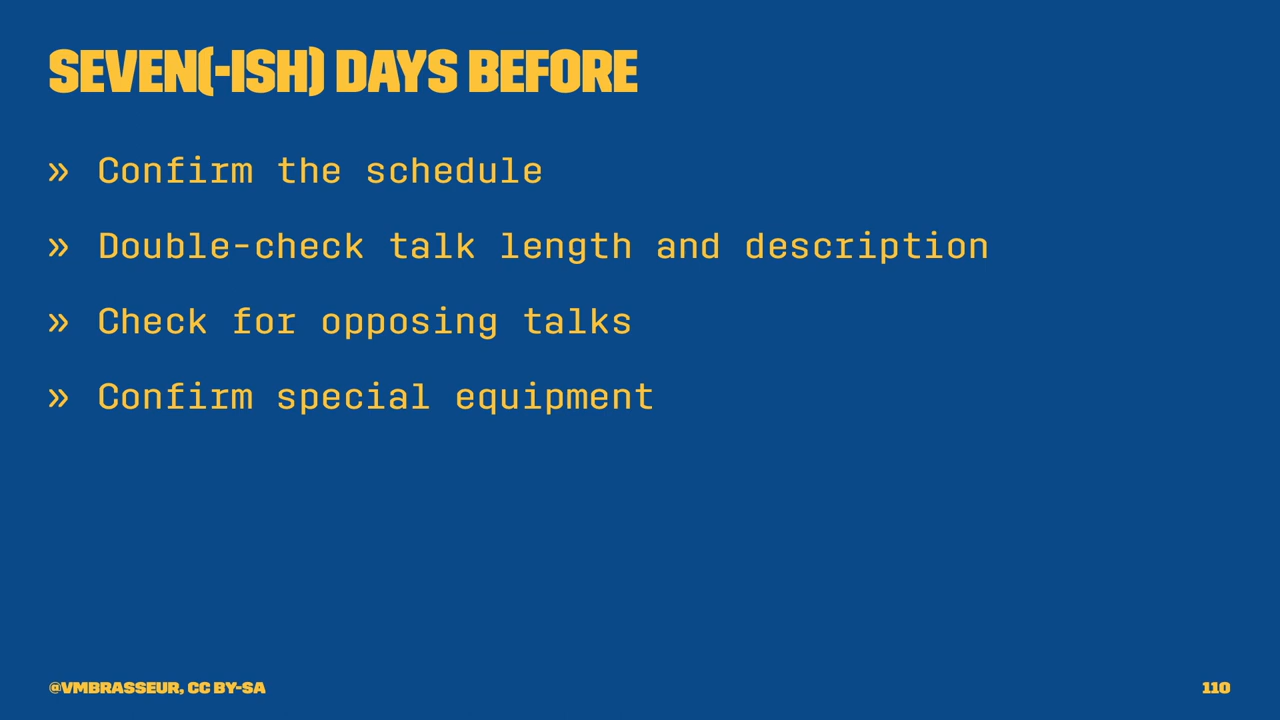 SEVEN(-ISH) DAYS BEFORE
» Confirm the schedule
» Double-check talk length and description
» Check for opposing talks
» Confirm special equipment
@VMBRASSEUR, CC BY-SA
110